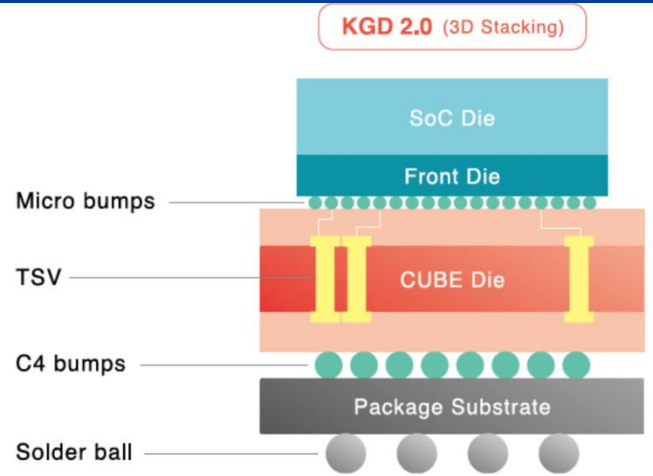 KGD 2.0 (3D Stacking)
SoC Die
Front Die
Micro bumps
TSV
CUBE Die
C4 bumps
Package Substrate
Solder ball